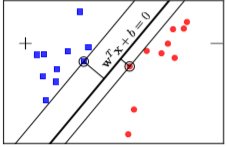 w^T x + b = 0